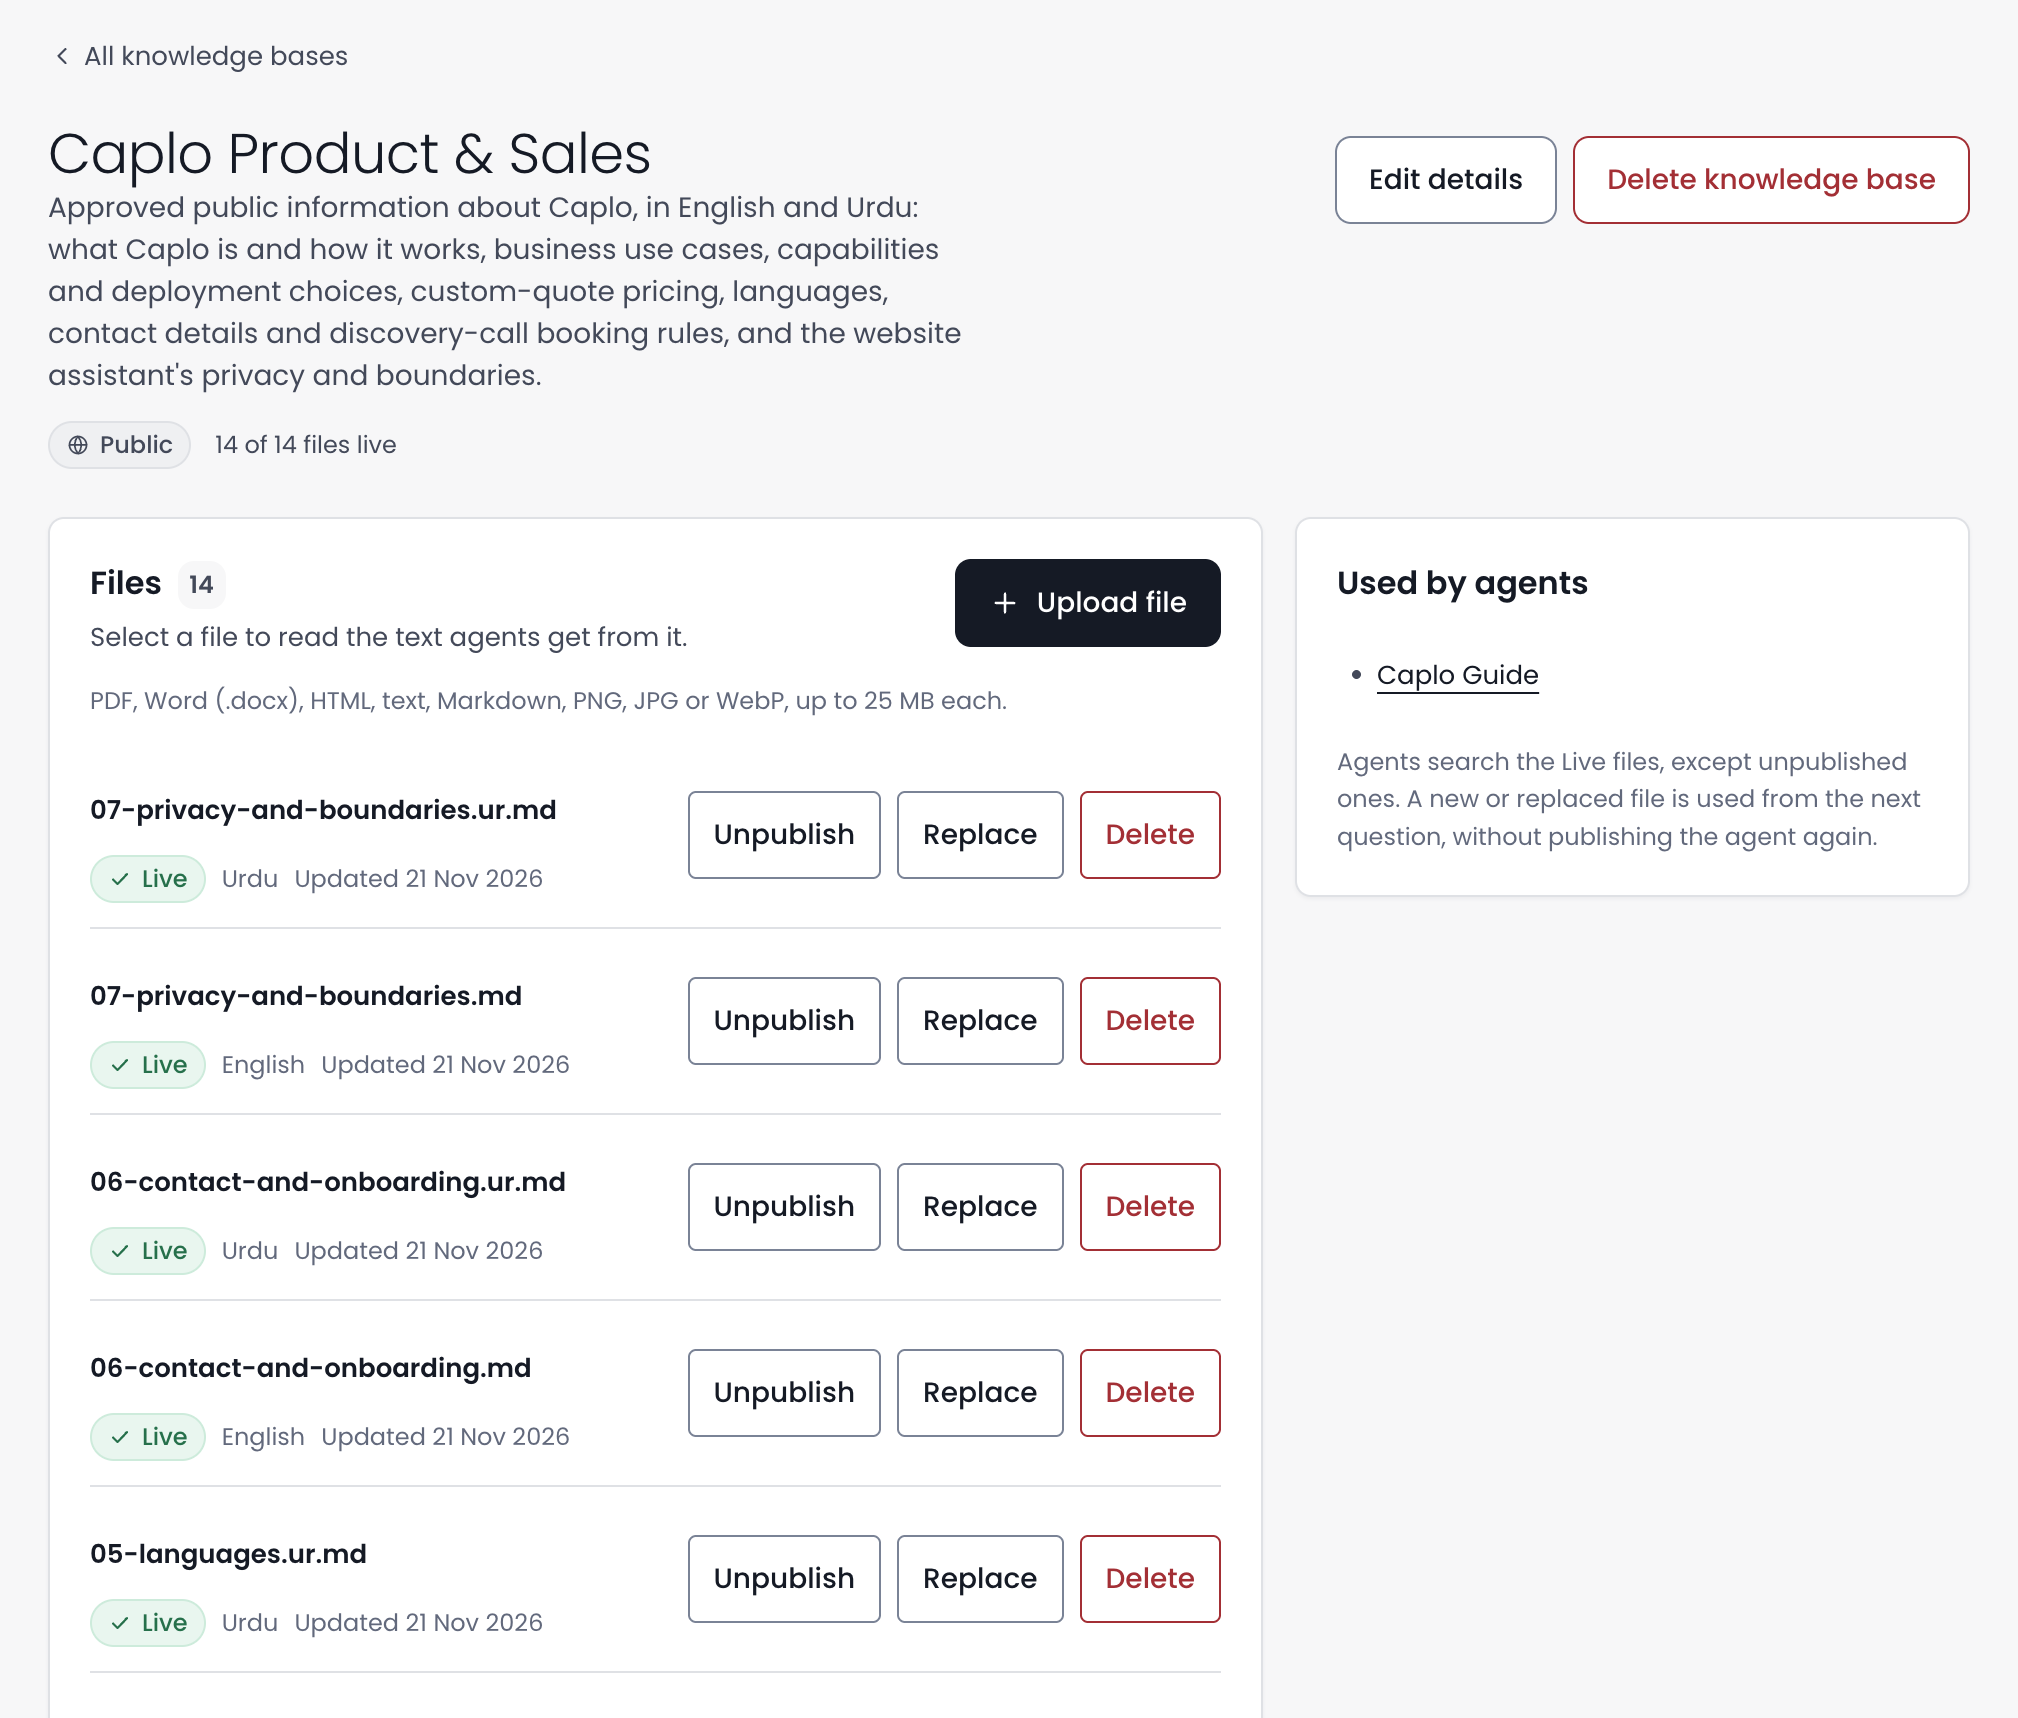 All knowledge bases
Caplo Product & Sales
Approved public information about Caplo, in English and Urdu:
what Caplo is and how it works, business use cases, capabilities
and deployment choices, custom-quote pricing, languages,
contact details and discovery-call booking rules, and the website
assistant's privacy and boundaries.
Edit details
Delete knowledge base
Public 14 of 14 files live
Files 14
Select a file to read the text agents get from it.
Upload file
PDF, Word (.docx), HTML, text, Markdown, PNG, JPG or WebP, up to 25 MB each.
07-privacy-and-boundaries.ur.md
Live Urdu Updated 21 Nov 2026
Unpublish Replace Delete
07-privacy-and-boundaries.md
Live English Updated 21 Nov 2026
Unpublish Replace Delete
06-contact-and-onboarding.ur.md
Live Urdu Updated 21 Nov 2026
Unpublish Replace Delete
06-contact-and-onboarding.md
Live English Updated 21 Nov 2026
Unpublish Replace Delete
05-languages.ur.md
Live Urdu Updated 21 Nov 2026
Unpublish Replace Delete
Used by agents
Caplo Guide
Agents search the Live files, except unpublished
ones. A new or replaced file is used from the next
question, without publishing the agent again.